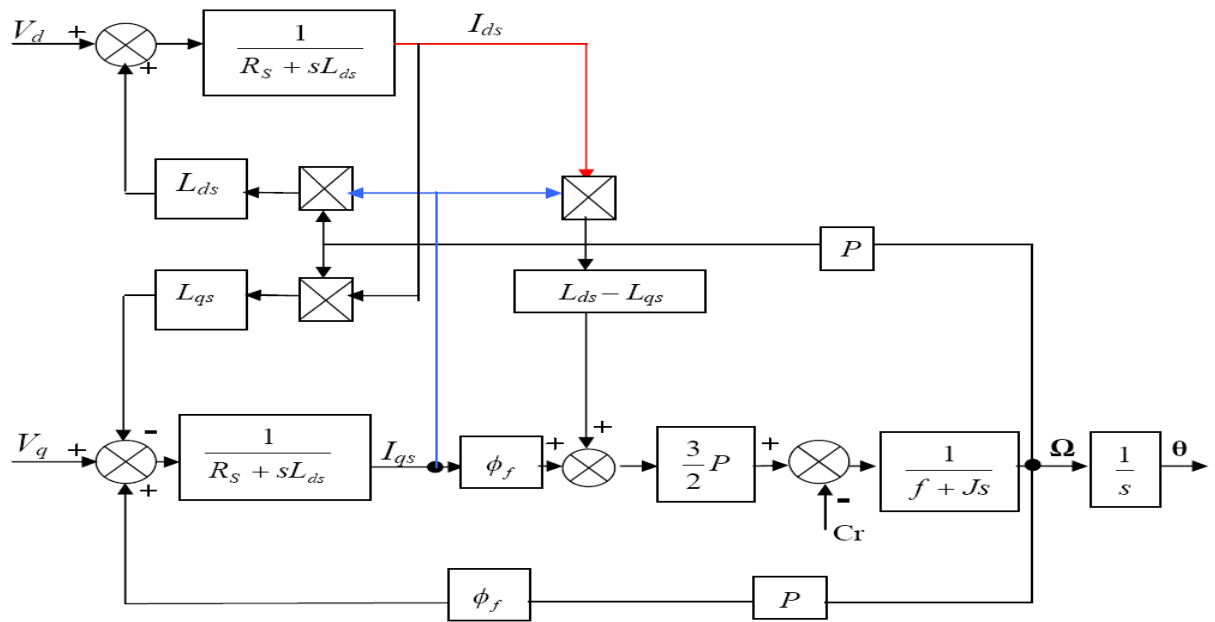 V_d + 1 I_ds
+ R_S + sL_ds
L_ds
P
L_qs L_ds − L_qs
V_q + - 1 I_qs φ_f + + 3/2 P + 1 Ω 1 θ
+ R_S + sL_ds - f + Js s
Cr
φ_f P